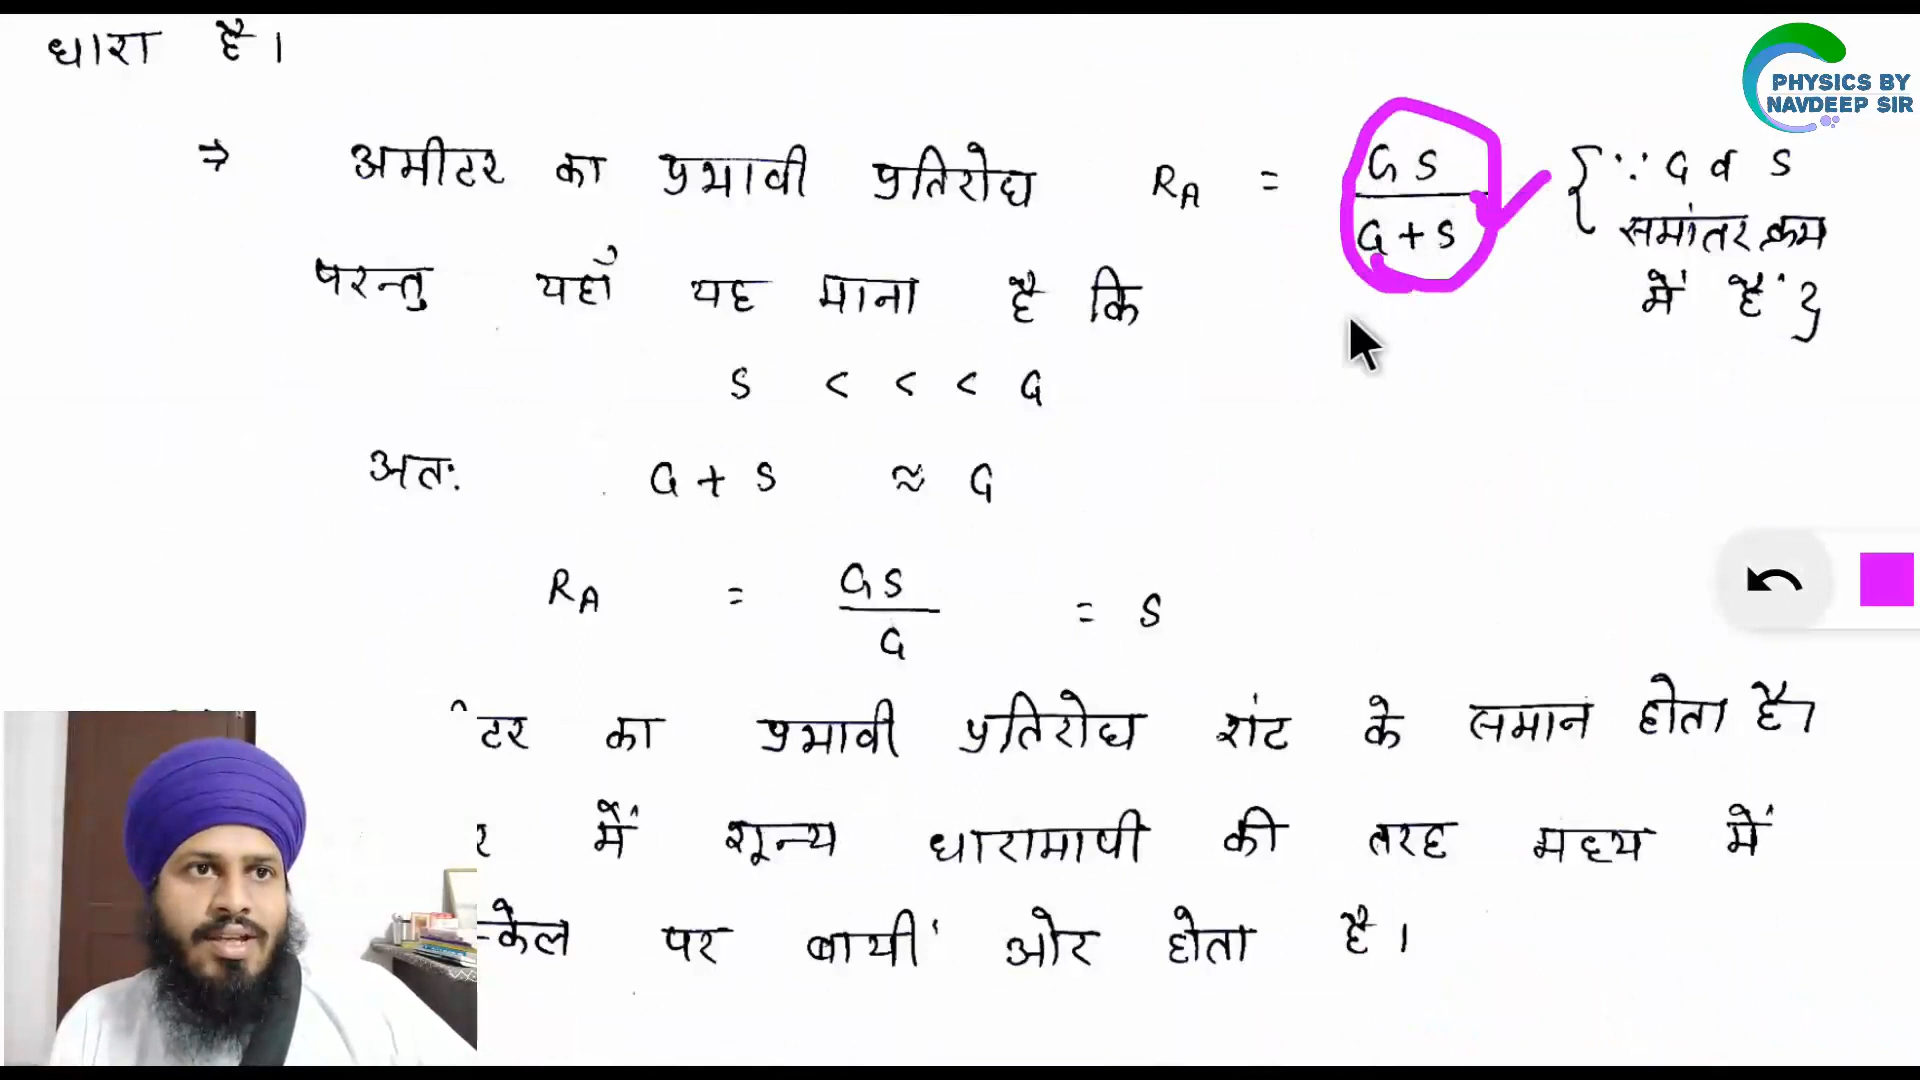 धारा है।
PHYSICS BY
NAVDEEP SIR
⇒ अमीटर का प्रभावी प्रतिरोध R_A = GS / G+S { ∵ G व S
समांतर क्रम
में है }
परन्तु यहाँ यह माना है कि
S < < < G
अतः G + S ≈ G
R_A = GS / G = S
टर का प्रभावी प्रतिरोध शंट के समान होता है।
र में शून्य धारामापी की तरह मध्य में
स्केल पर बायीं ओर होता है।